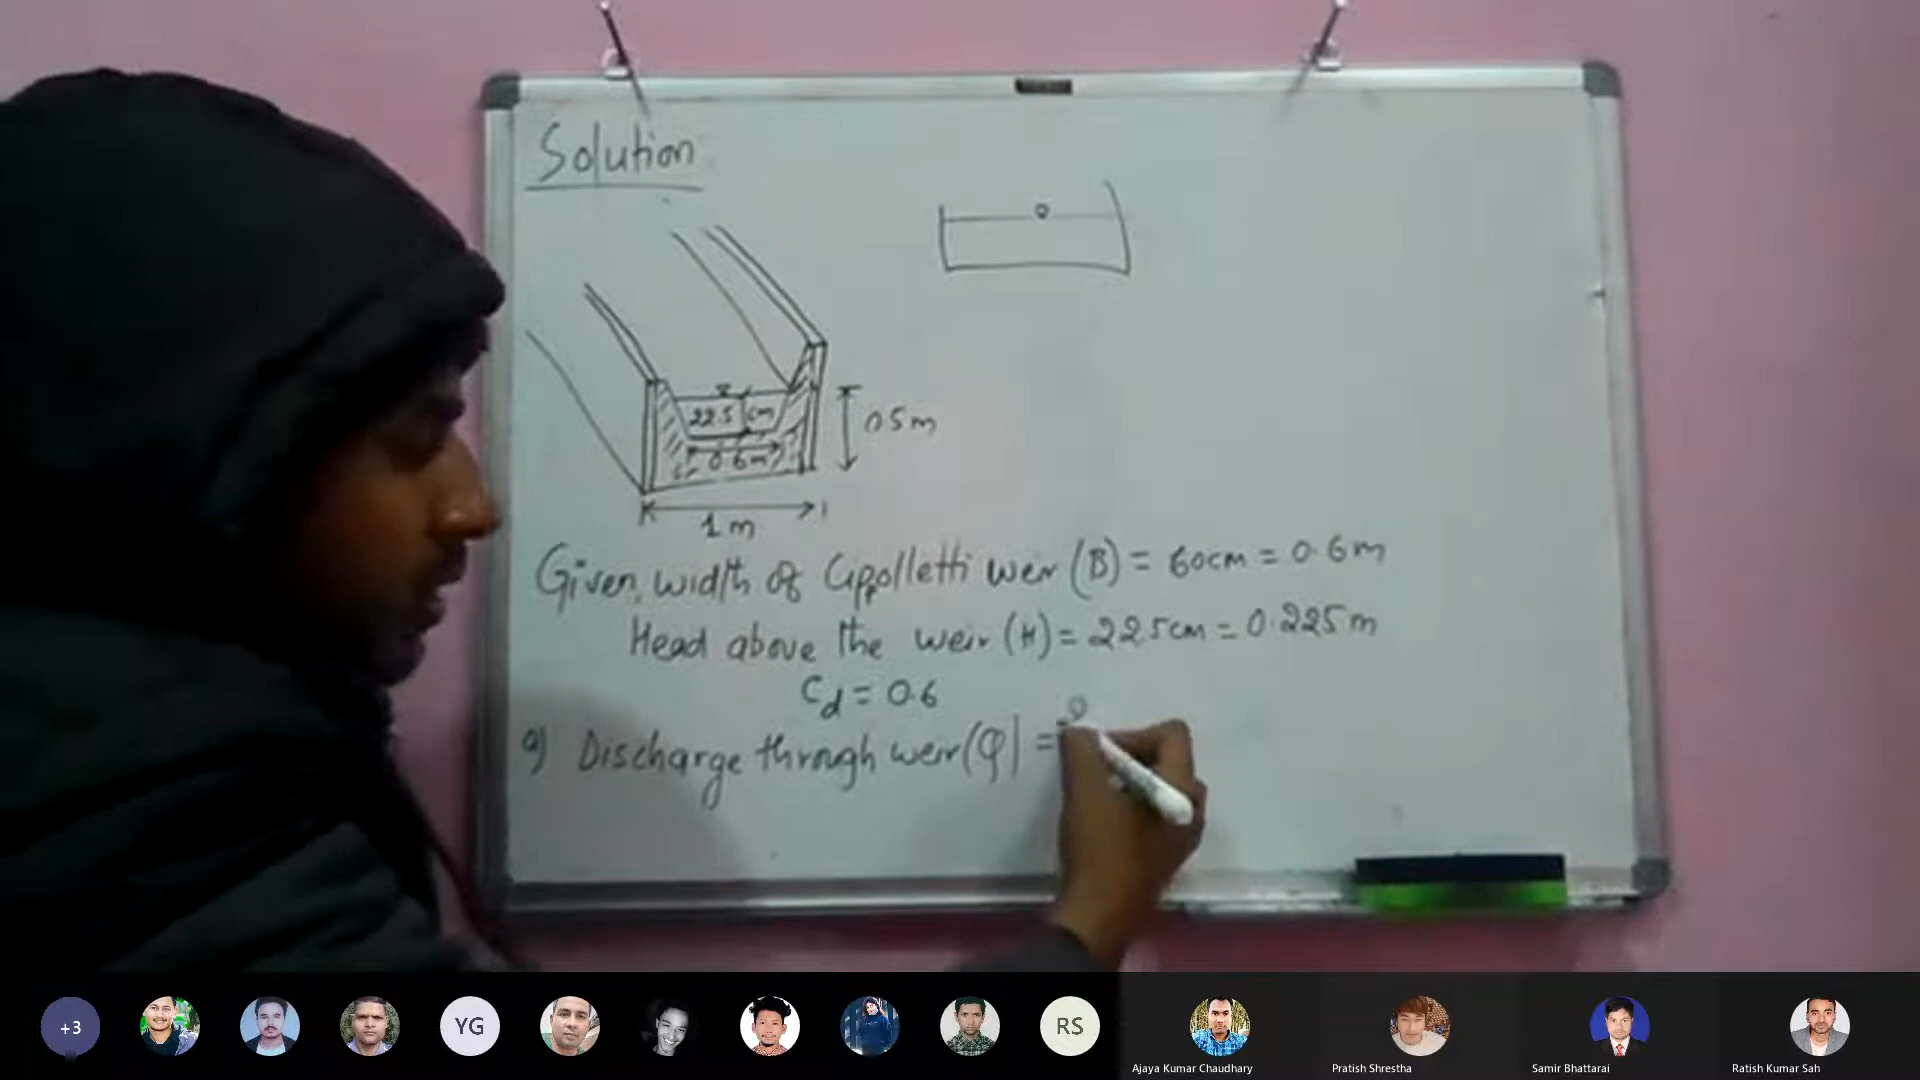 Solution
22.5 cm
0.6m
0.5m
1m
Given, width of Cippolletti weir (B) = 60cm = 0.6m
Head above the weir (H) = 22.5cm = 0.225m
Cd = 0.6
a) Discharge through weir (Q) =
+3
YG
RS
Ajaya Kumar Chaudhary
Pratish Shrestha
Samir Bhattarai
Ratish Kumar Sah